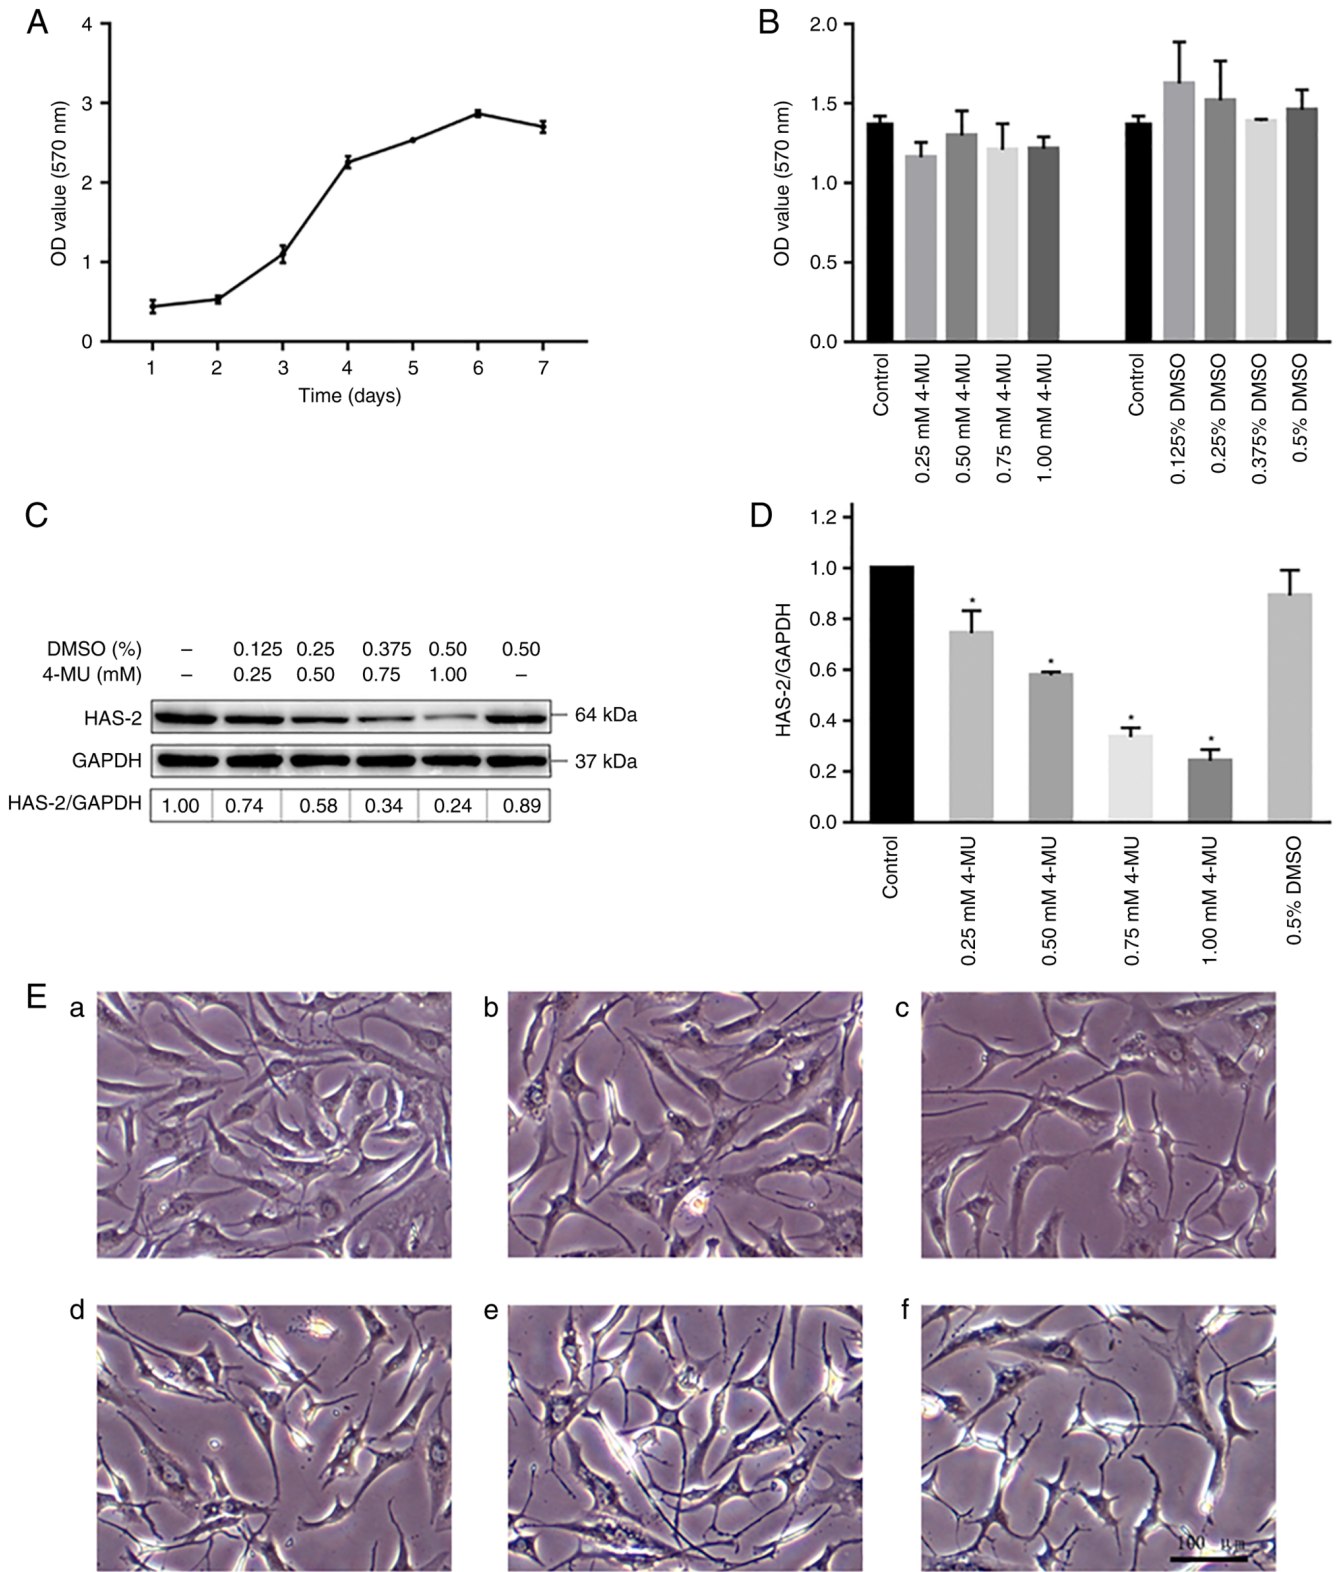 A
OD value (570 nm)
4
3
2
1
0
1 2 3 4 5 6 7
Time (days)
B
OD value (570 nm)
2.0
1.5
1.0
0.5
0.0
Control
0.25 mM 4-MU
0.50 mM 4-MU
0.75 mM 4-MU
1.00 mM 4-MU
Control
0.125% DMSO
0.25% DMSO
0.375% DMSO
0.5% DMSO
C
DMSO (%) – 0.125 0.25 0.375 0.50 0.50
4-MU (mM) – 0.25 0.50 0.75 1.00 –
HAS-2 64 kDa
GAPDH 37 kDa
HAS-2/GAPDH 1.00 0.74 0.58 0.34 0.24 0.89
D
HAS-2/GAPDH
1.2
1.0
0.8
0.6
0.4
0.2
0.0
* * * *
Control
0.25 mM 4-MU
0.50 mM 4-MU
0.75 mM 4-MU
1.00 mM 4-MU
0.5% DMSO
E
a b c
d e f
100 μm